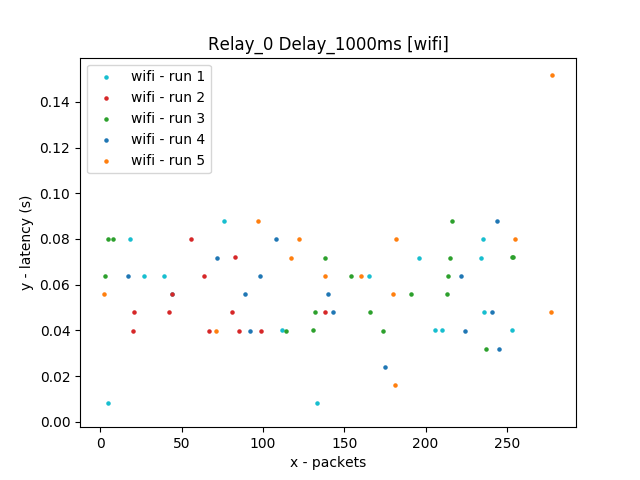 Relay_0 Delay_1000ms [wifi]
wifi - run 1
wifi - run 2
wifi - run 3
wifi - run 4
wifi - run 5
0.14
0.12
0.10
0.08
0.06
0.04
0.02
0.00
y - latency (s)
0 50 100 150 200 250
x - packets